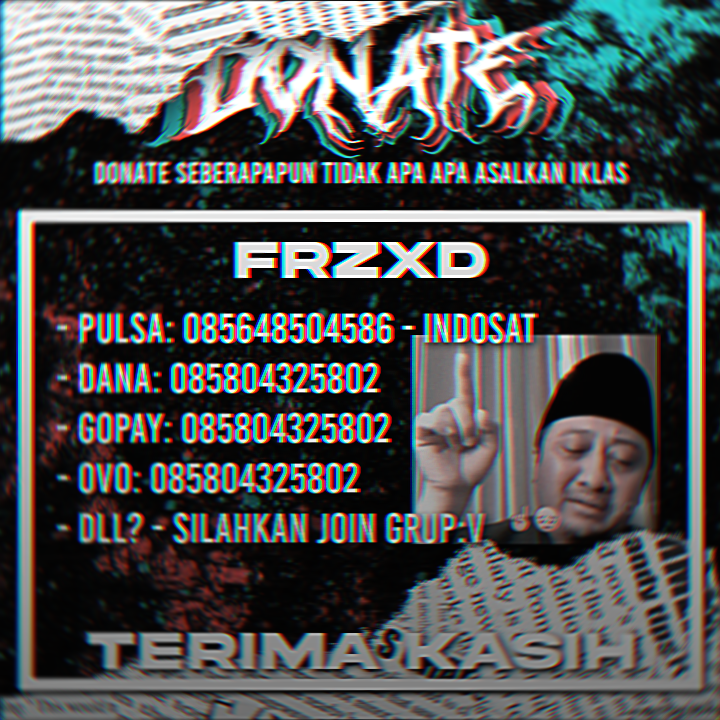 DONATE
DONATE SEBERAPAPUN TIDAK APA APA ASALKAN IKLAS
FRZXD
- PULSA: 085648504586 - INDOSAT
- DANA: 085804325802
- GOPAY: 085804325802
- OVO: 085804325802
- DLL? - SILAHKAN JOIN GRUP:V ☝😳
TERIMA KASIH